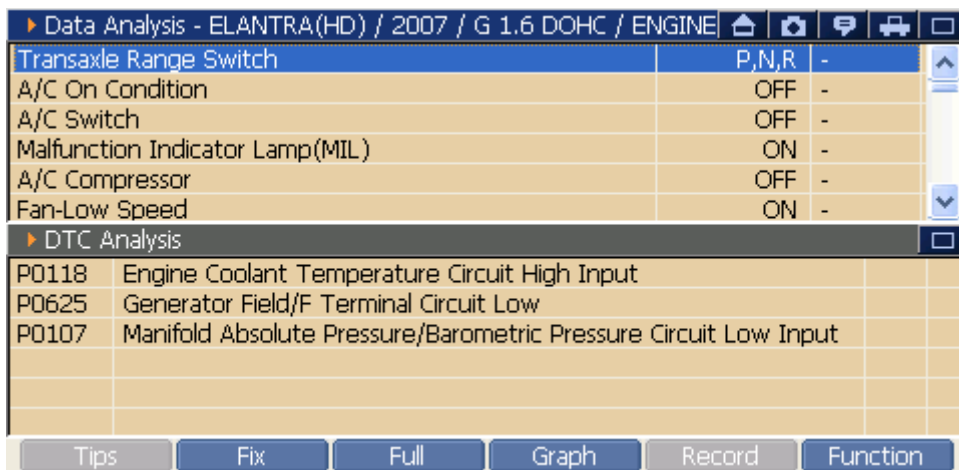 Data Analysis - ELANTRA(HD) / 2007 / G 1.6 DOHC / ENGINE
Transaxle Range Switch P,N,R -
A/C On Condition OFF -
A/C Switch OFF -
Malfunction Indicator Lamp(MIL) ON -
A/C Compressor OFF -
Fan-Low Speed ON -
DTC Analysis
P0118 Engine Coolant Temperature Circuit High Input
P0625 Generator Field/F Terminal Circuit Low
P0107 Manifold Absolute Pressure/Barometric Pressure Circuit Low Input
Tips Fix Full Graph Record Function